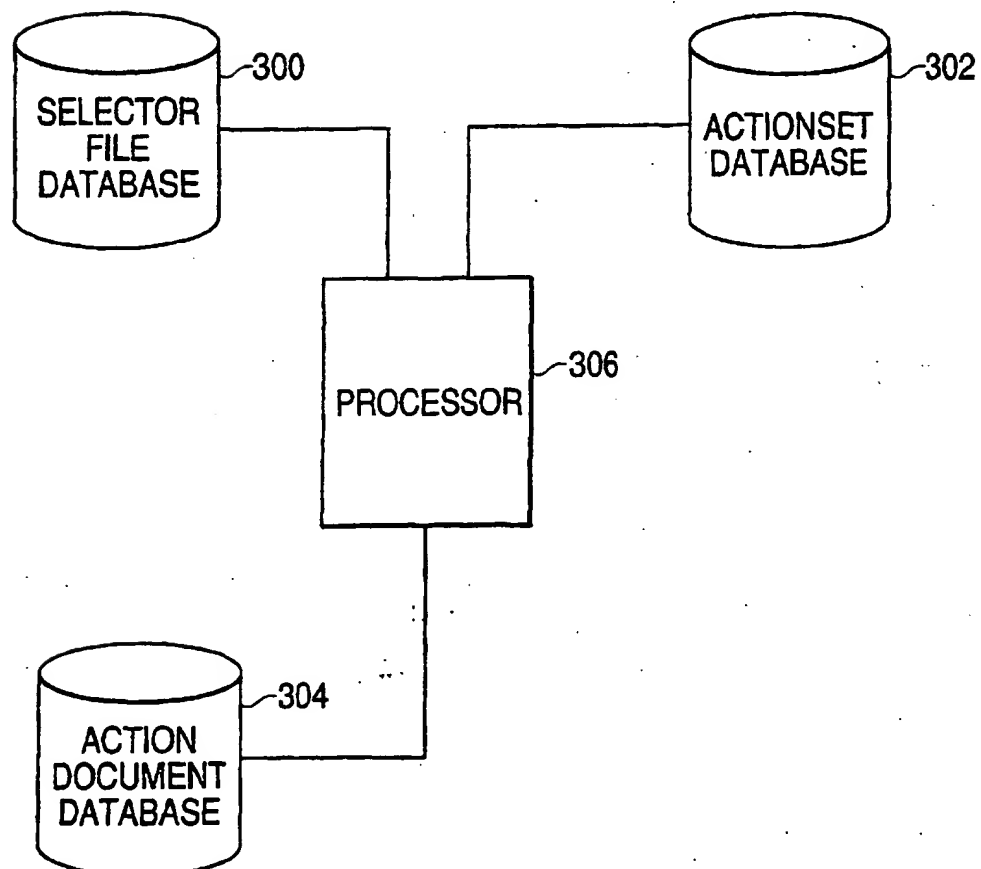 300
SELECTOR
FILE
DATABASE
302
ACTIONSET
DATABASE
306
PROCESSOR
304
ACTION
DOCUMENT
DATABASE